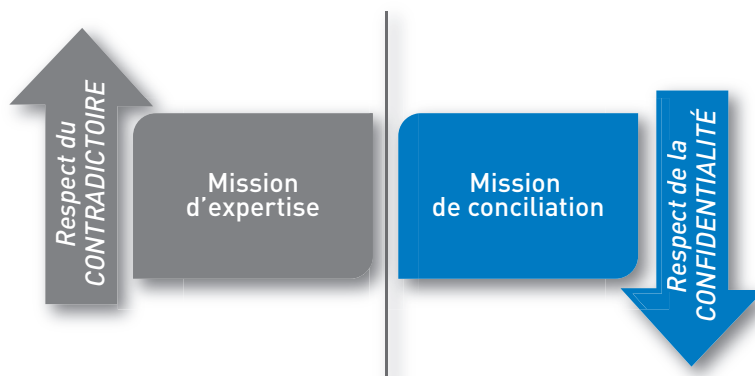 Respect du
CONTRADICTOIRE
Mission
d'expertise
Mission
de conciliation
Respect de la
CONFIDENTIALITÉ